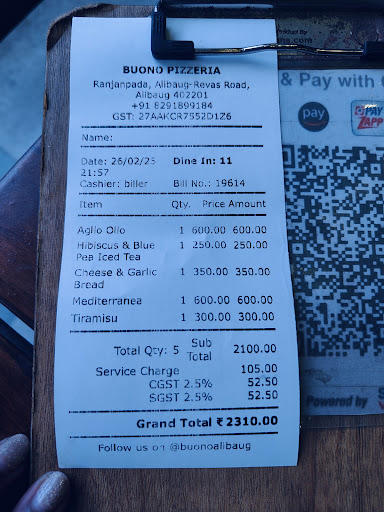 BUONO PIZZERIA
Ranjanpada, Alibaug-Revas Road,
Alibaug 402201
+91 8291899184
GST: 27AAKCR7552D1Z6
Name:
Date: 26/02/25 Dine In: 11
21:57
Cashier: biller Bill No.: 19614
Item Qty. Price Amount
Aglio Olio 1 600.00 600.00
Hibiscus & Blue 1 250.00 250.00
Pea Iced Tea
Cheese & Garlic 1 350.00 350.00
Bread
Mediterranea 1 600.00 600.00
Tiramisu 1 300.00 300.00
Total Qty: 5 Sub Total 2100.00
Service Charge 105.00
CGST 2.5% 52.50
SGST 2.5% 52.50
Grand Total ₹ 2310.00
Follow us on @buonoalibaug
& Pay with
pay
PAY
ZAPP
Powered by